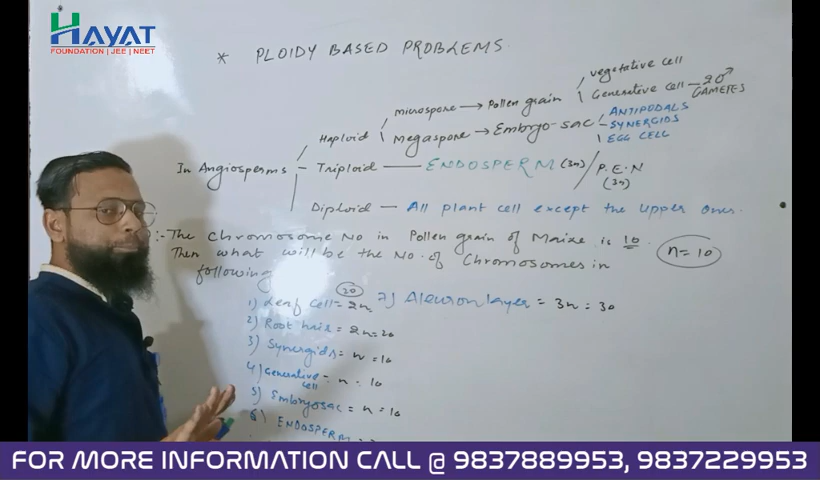 HAYAT
FOUNDATION | JEE | NEET
* PLOIDY BASED PROBLEMS
vegetative cell
microspore → Pollen grain
Generative cell — 2♂
GAMETES
Haploid
Megaspore → Embryo-sac
ANTIPODALS
SYNERGIDS
EGG CELL
In Angiosperms
Triploid — ENDOSPERM (3n) / P.E.N
(3n)
Diploid — All plant cell except the upper ones.
:- The Chromosome No in Pollen grain of Maize is 10.
Then what will be the No. of Chromosomes in
n=10
following
20
1) Leaf Cell = 2n
7) Aleuron layer = 3n = 30
2) Root hair = 2n = 20
3) Synergids = n = 10
4) Generative cell = n = 10
5) Embryosac = n = 10
6) ENDOSPERM =
FOR MORE INFORMATION CALL @ 9837889953, 9837229953